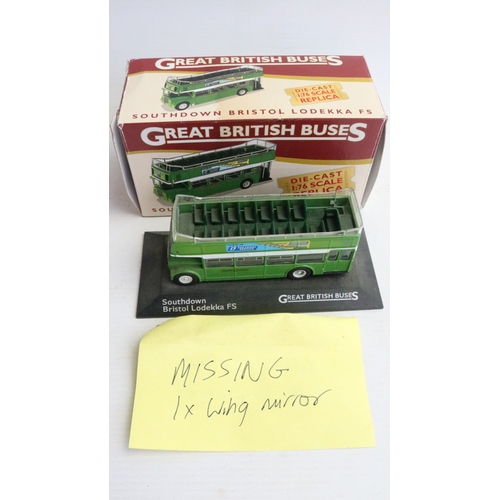 GREAT BRITISH BUSES
DIE-CAST
1:76 SCALE
REPLICA
SOUTHDOWN BRISTOL LODEKKA FS
GREAT BRITISH BUSES
DIE-CAST
1:76 SCALE
REPLICA
Southdown
Bristol Lodekka FS
GREAT BRITISH BUSES
MISSING
1x wing mirror